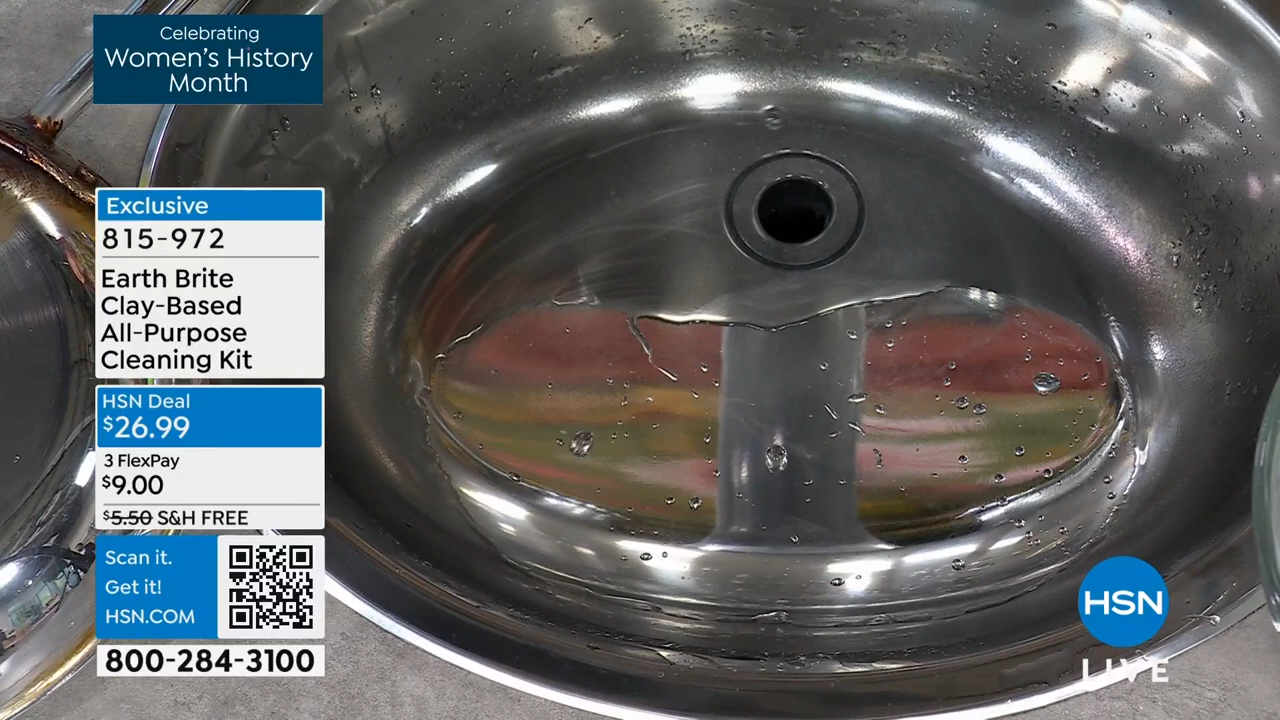 Celebrating
Women's History
Month
Exclusive
815-972
Earth Brite
Clay-Based
All-Purpose
Cleaning Kit
HSN Deal
$26.99
3 FlexPay
$9.00
$5.50 S&H FREE
Scan it.
Get it!
HSN.COM
800-284-3100
HSN
LIVE